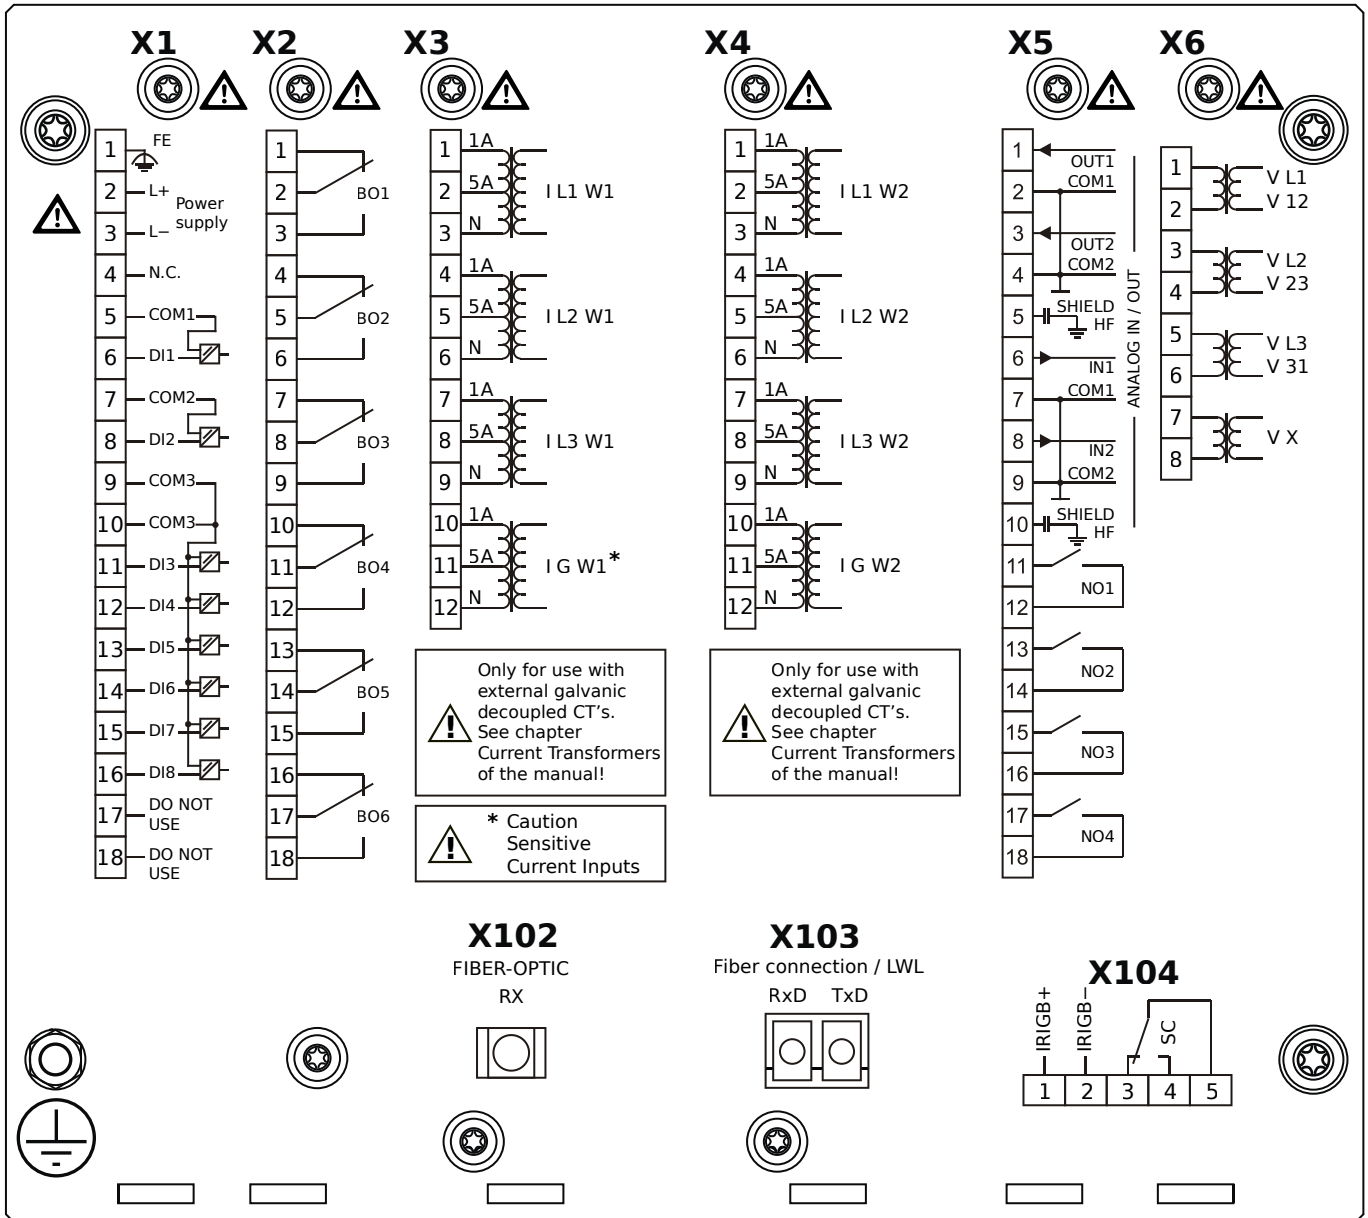 X1
X2
X3
X4
X5
X6
1
FE
2
L+
Power
supply
3
L−
4
N.C.
5
COM1
6
DI1
7
COM2
8
DI2
9
COM3
10
COM3
11
DI3
12
DI4
13
DI5
14
DI6
15
DI7
16
DI8
17
DO NOT
USE
18
DO NOT
USE
1
2
BO1
3
4
5
BO2
6
7
8
BO3
9
10
11
BO4
12
13
14
BO5
15
16
17
BO6
18
1
1A
2
5A
I L1 W1
3
N
4
1A
5
5A
I L2 W1
6
N
7
1A
8
5A
I L3 W1
9
N
10
1A
11
5A
I G W1*
12
N
Only for use with
external galvanic
decoupled CT's.
See chapter
Current Transformers
of the manual!
* Caution
Sensitive
Current Inputs
1
1A
2
5A
I L1 W2
3
N
4
1A
5
5A
I L2 W2
6
N
7
1A
8
5A
I L3 W2
9
N
10
1A
11
5A
I G W2
12
N
Only for use with
external galvanic
decoupled CT's.
See chapter
Current Transformers
of the manual!
1
OUT1
2
COM1
3
OUT2
4
COM2
5
SHIELD
HF
6
IN1
7
COM1
8
IN2
9
COM2
10
SHIELD
HF
ANALOG IN / OUT
11
NO1
12
13
NO2
14
15
NO3
16
17
NO4
18
1
V L1
2
V 12
3
V L2
4
V 23
5
V L3
6
V 31
7
V X
8
X102
FIBER-OPTIC
RX
X103
Fiber connection / LWL
RxD TxD
X104
IRIGB+
IRIGB−
SC
1 2 3 4 5